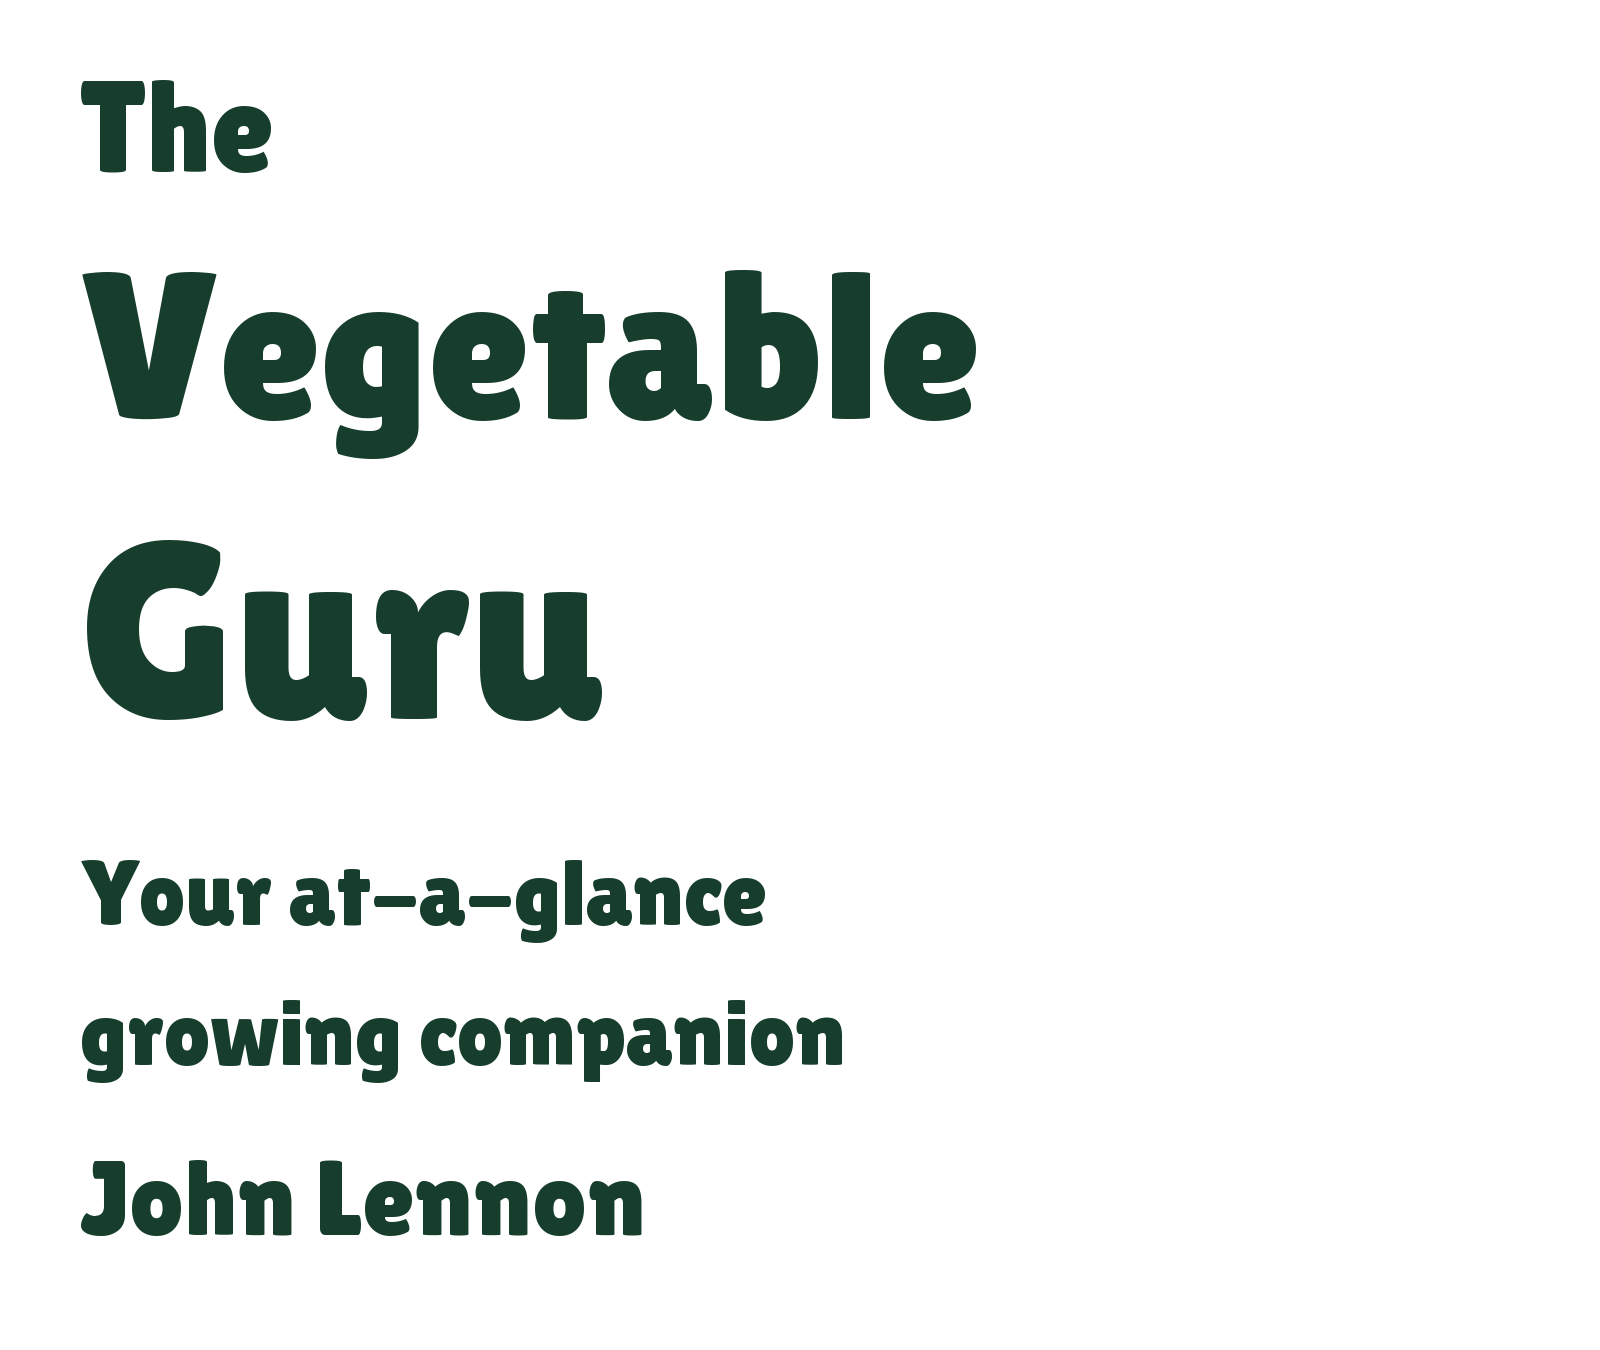 The
Vegetable
Guru
Your at-a-glance
growing companion
John Lennon